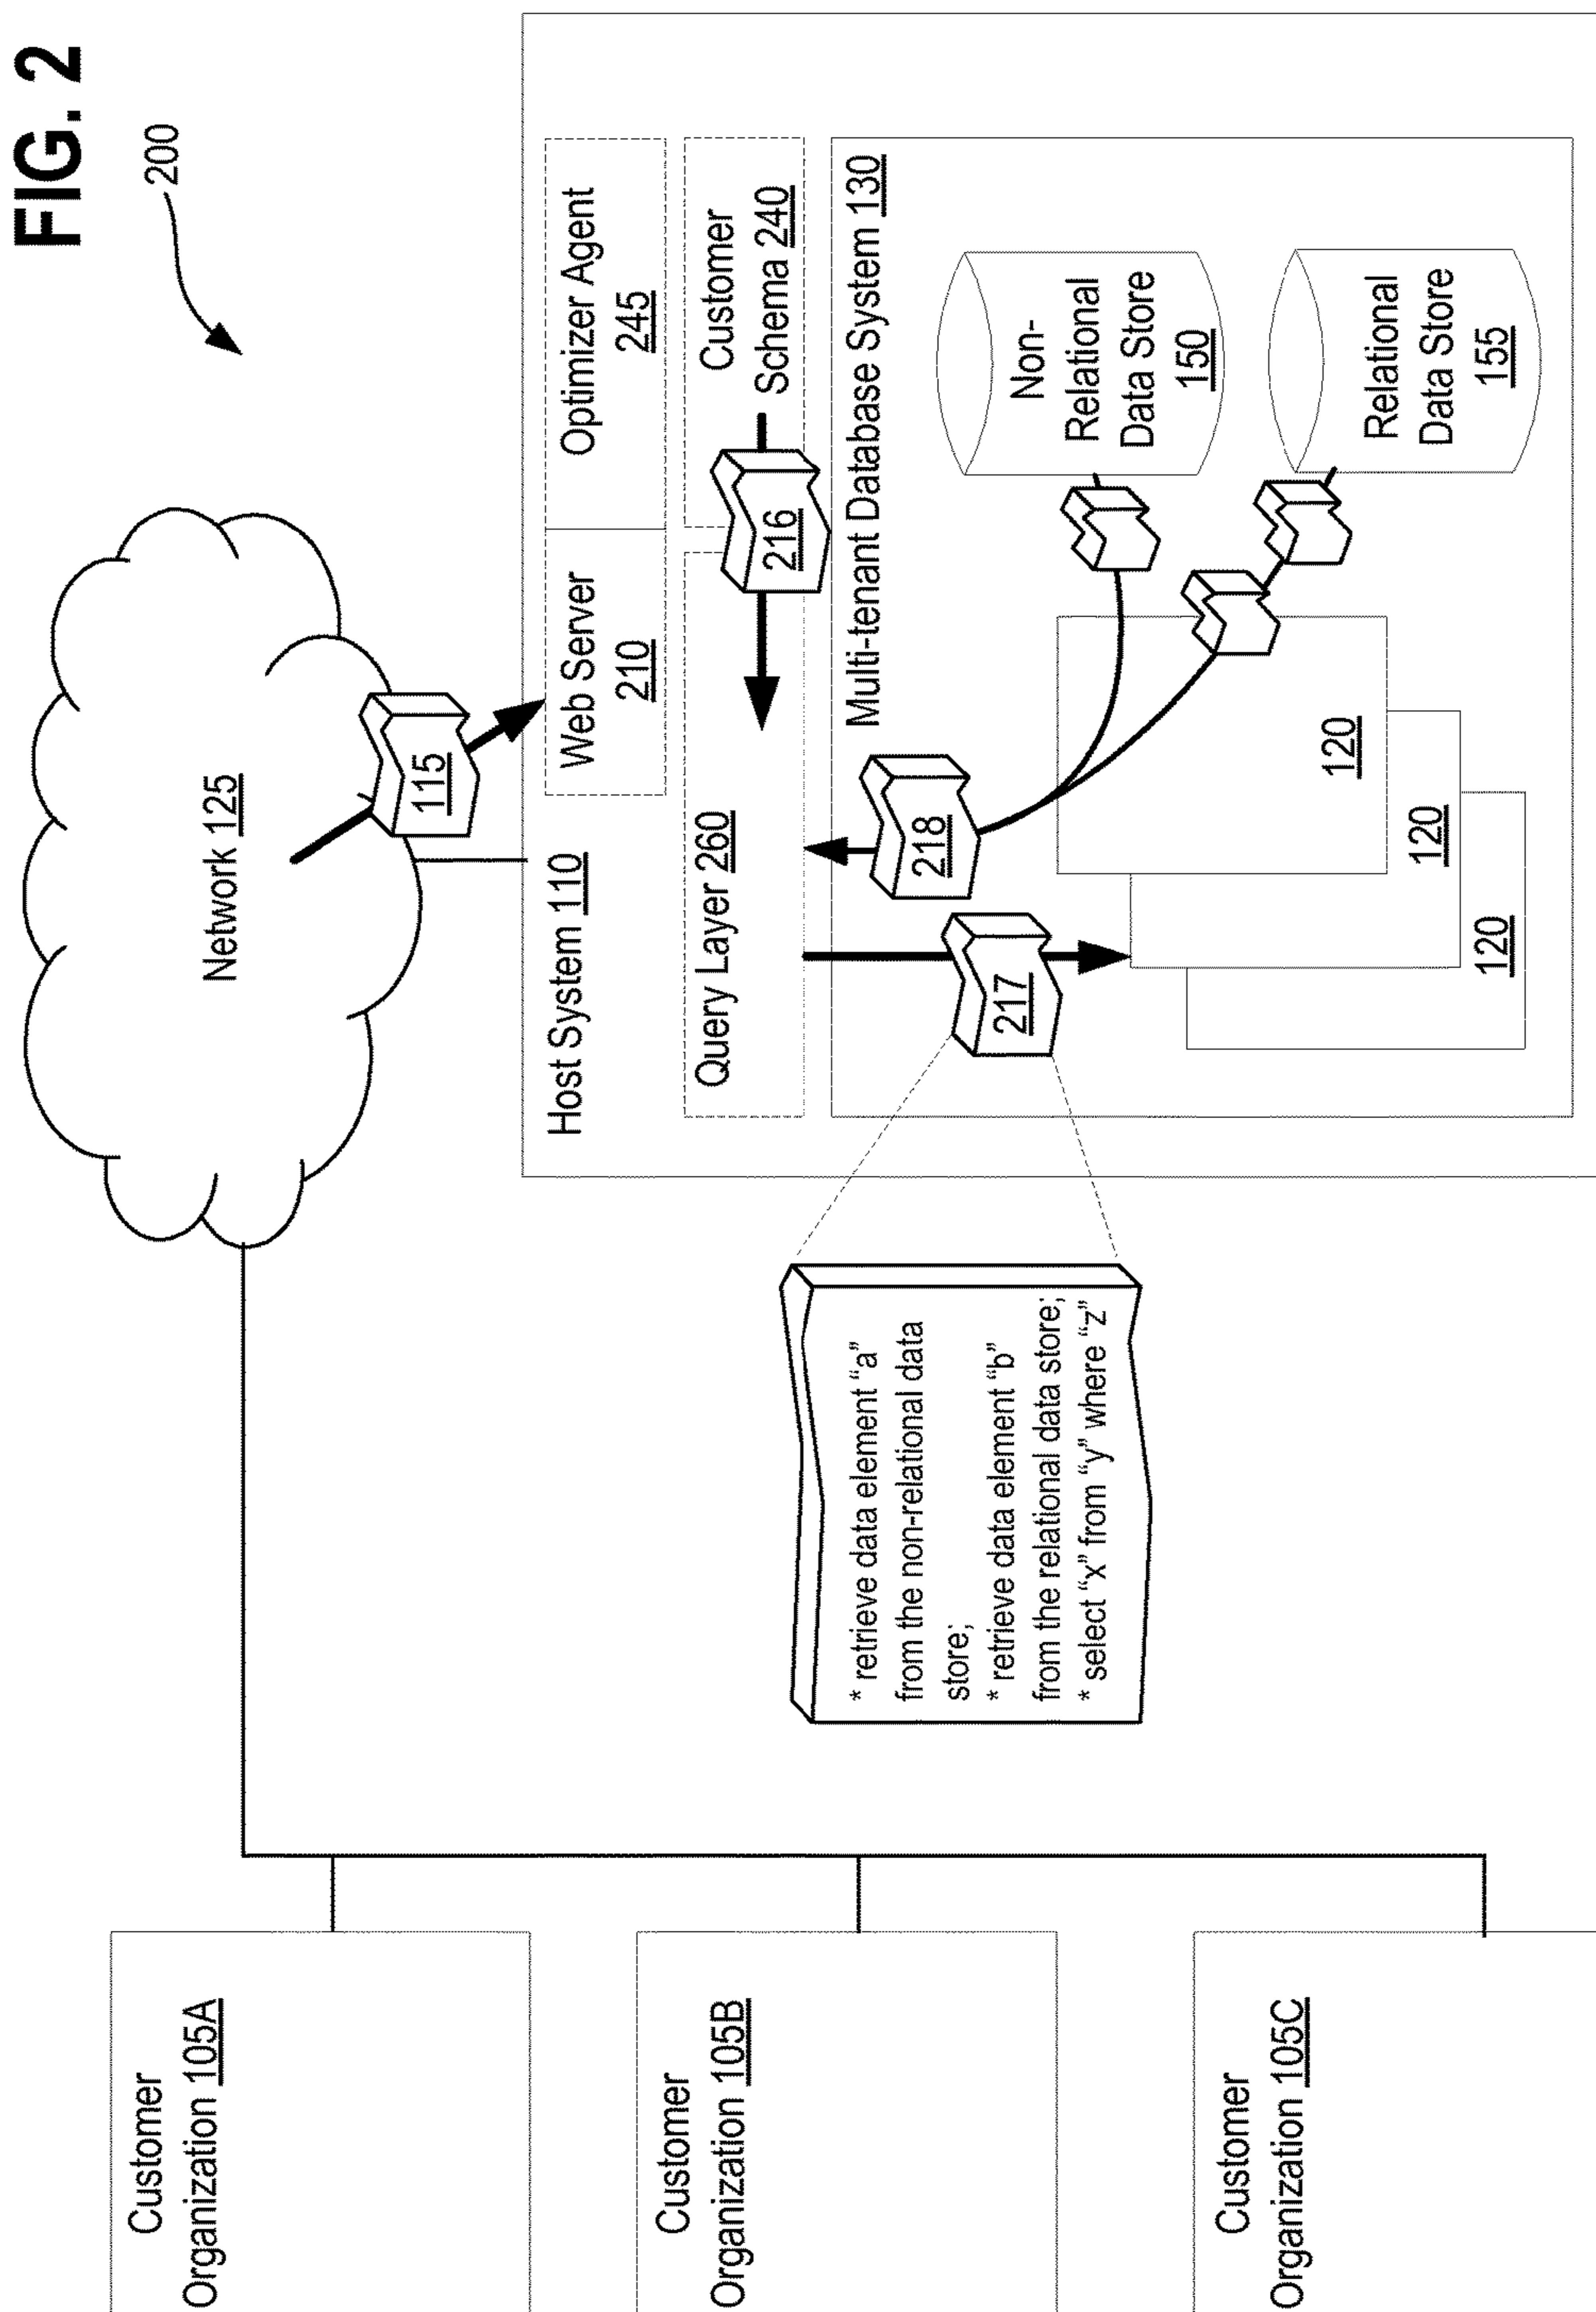 FIG. 2
200
Customer
Organization 105A
Customer
Organization 105B
Customer
Organization 105C
Network 125
115
Host System 110
Web Server
210
Optimizer Agent
245
Query Layer 260
216
Customer
Schema 240
Multi-tenant Database System 130
217
218
120
120
120
Non-
Relational
Data Store
150
Relational
Data Store
155
* retrieve data element “a”
from the non-relational data
store;
* retrieve data element “b”
from the relational data store;
* select “x” from “y” where “z”